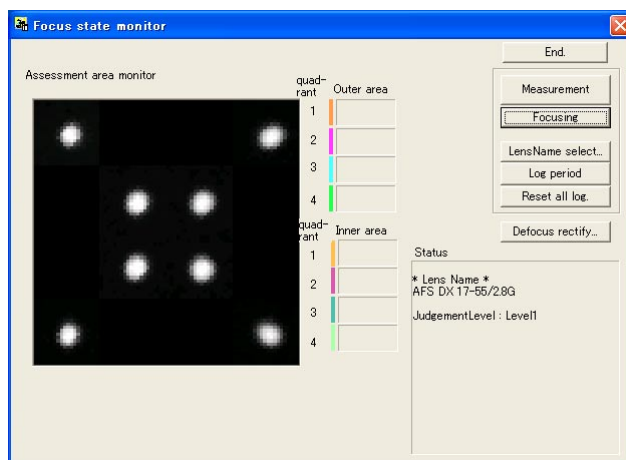 Focus state monitor
End.
Assessment area monitor
quad-
rant
Outer area
1
2
3
4
quad-
rant
Inner area
1
2
3
4
Measurement
Focusing
LensName select...
Log period
Reset all log.
Defocus rectify...
Status
* Lens Name *
AFS DX 17-55/2.8G
JudgementLevel : Level1